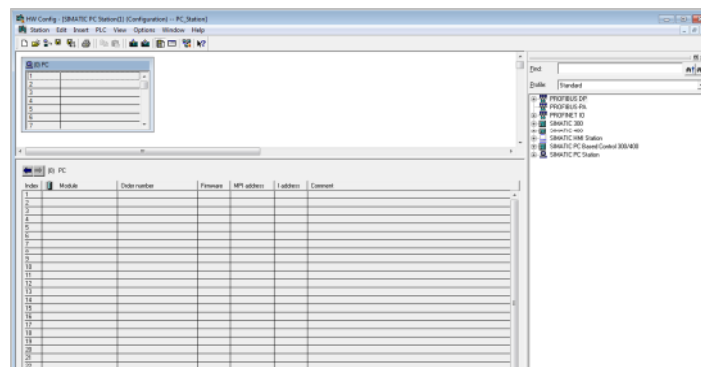 HW Config - [SIMATIC PC Station(1) (Configuration) -- PC_Station]
Station Edit Insert PLC View Options Window Help
(0) PC
1
2
3
4
5
6
7
Find:
Profile: Standard
PROFIBUS DP
PROFIBUS-PA
PROFINET IO
SIMATIC 300
SIMATIC 400
SIMATIC HMI Station
SIMATIC PC Based Control 300/400
SIMATIC PC Station
(0) PC
Index Module Order number Firmware MPI address I address Comment
1
2
3
4
5
6
7
8
9
10
11
12
13
14
15
16
17
18
19
20
21
22